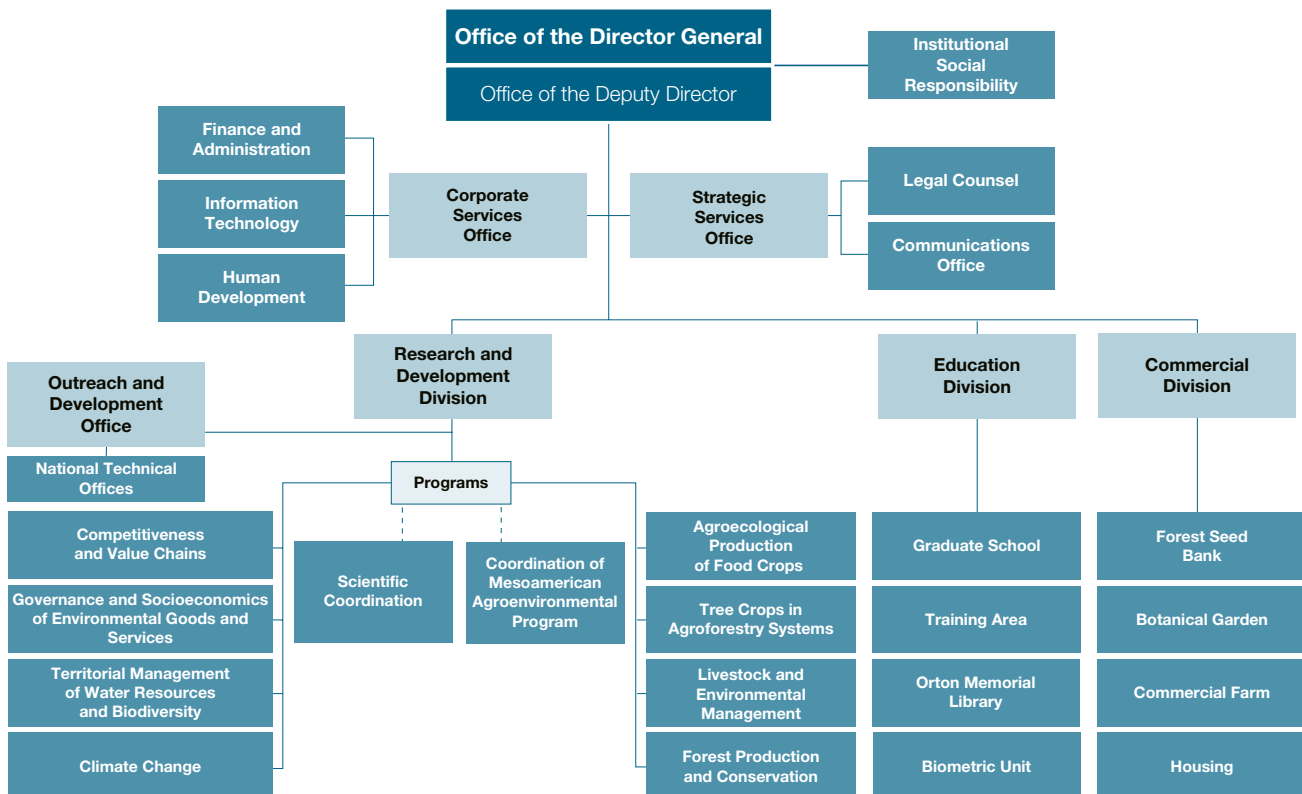 Office of the Director General
Office of the Deputy Director
Institutional
Social
Responsibility
Finance and
Administration
Information
Technology
Human
Development
Corporate
Services
Office
Strategic
Services
Office
Legal Counsel
Communications
Office
Outreach and
Development
Office
National Technical
Offices
Research and
Development
Division
Education
Division
Commercial
Division
Programs
Scientific
Coordination
Coordination of
Mesoamerican
Agroenvironmental
Program
Competitiveness
and Value Chains
Governance and Socioeconomics
of Environmental Goods and
Services
Territorial Management
of Water Resources
and Biodiversity
Climate Change
Agroecological
Production
of Food Crops
Tree Crops in
Agroforestry Systems
Livestock and
Environmental
Management
Forest Production
and Conservation
Graduate School
Training Area
Orton Memorial
Library
Biometric Unit
Forest Seed
Bank
Botanical Garden
Commercial Farm
Housing